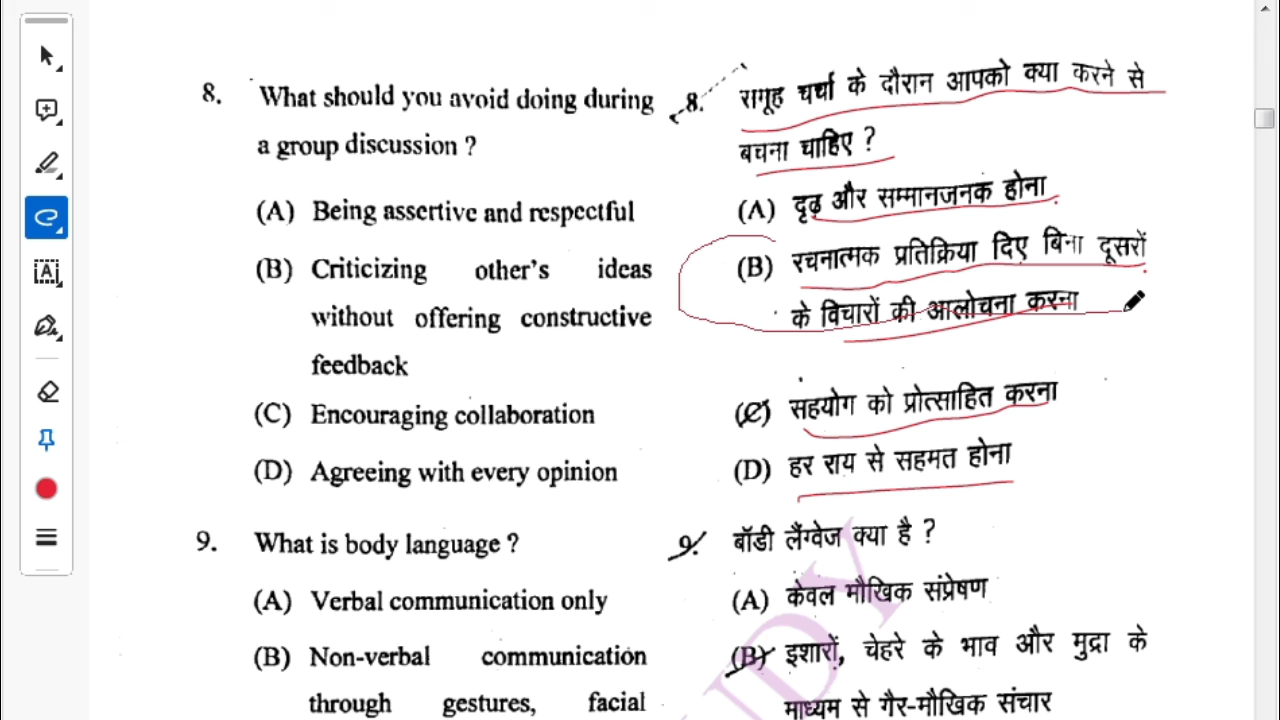 8. What should you avoid doing during
a group discussion ?
(A) Being assertive and respectful
(B) Criticizing other's ideas
without offering constructive
feedback
(C) Encouraging collaboration
(D) Agreeing with every opinion
9. What is body language ?
(A) Verbal communication only
(B) Non-verbal communication
through gestures, facial
8. समूह चर्चा के दौरान आपको क्या करने से
बचना चाहिए ?
(A) दृढ़ और सम्मानजनक होना
(B) रचनात्मक प्रतिक्रिया दिए बिना दूसरों
के विचारों की आलोचना करना
(C) सहयोग को प्रोत्साहित करना
(D) हर राय से सहमत होना
9. बॉडी लैंग्वेज क्या है ?
(A) केवल मौखिक संप्रेषण
(B) इशारों, चेहरे के भाव और मुद्रा के
माध्यम से गैर-मौखिक संचार